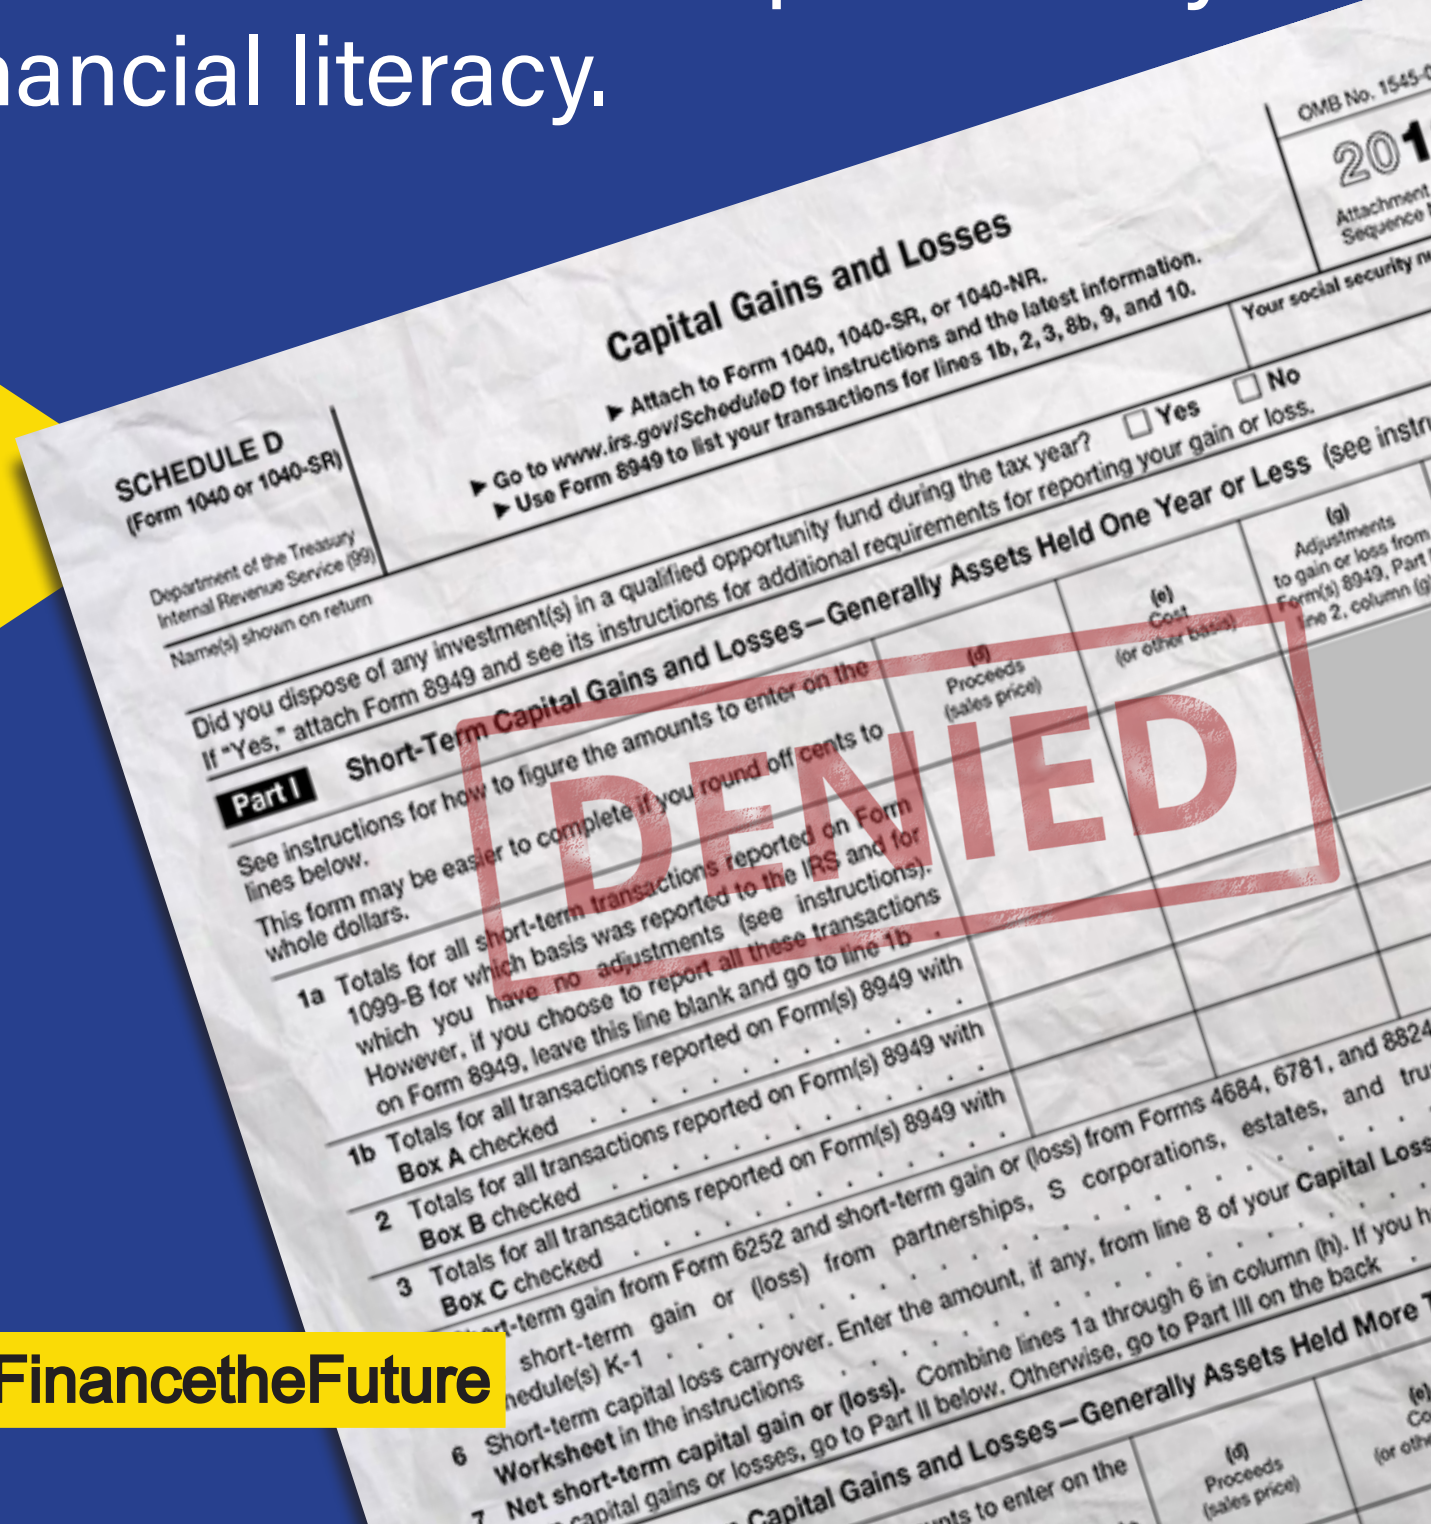 nancial literacy.
OMB No. 1545-0
201
Attachment
Sequence
Capital Gains and Losses
▶ Attach to Form 1040, 1040-SR, or 1040-NR.
▶ Go to www.irs.gov/ScheduleD for instructions and the latest information.
▶ Use Form 8949 to list your transactions for lines 1b, 2, 3, 8b, 9, and 10.
SCHEDULE D
(Form 1040 or 1040-SR)
Department of the Treasury
Internal Revenue Service (99)
Name(s) shown on return
Your social security
Did you dispose of any investment(s) in a qualified opportunity fund during the tax year? Yes No
If "Yes," attach Form 8949 and see its instructions for additional requirements for reporting your gain or loss.
Part I Short-Term Capital Gains and Losses—Generally Assets Held One Year or Less (see instru
See instructions for how to figure the amounts to enter on the
lines below.
This form may be easier to complete if you round off cents to
whole dollars.
(d)
Proceeds
(sales price)
(e)
Cost
(or other basis)
(g)
Adjustments
to gain or loss from
Form(s) 8949, Part
line 2, column (g)
DENIED
1a Totals for all short-term transactions reported on Form
1099-B for which basis was reported to the IRS and for
which you have no adjustments (see instructions).
However, if you choose to report all these transactions
on Form 8949, leave this line blank and go to line 1b .
1b Totals for all transactions reported on Form(s) 8949 with
Box A checked . . . . . . . . . . .
2 Totals for all transactions reported on Form(s) 8949 with
Box B checked . . . . . . . . . . .
3 Totals for all transactions reported on Form(s) 8949 with
Box C checked . . . . . . . . . . .
rt-term gain from Form 6252 and short-term gain or (loss) from Forms 4684, 6781, and 8824
short-term gain or (loss) from partnerships, S corporations, estates, and tru
hedule(s) K-1 . . . . . . . . . . .
6 Short-term capital loss carryover. Enter the amount, if any, from line 8 of your Capital Loss
Worksheet in the instructions . . . . . . . . . . .
7 Net short-term capital gain or (loss). Combine lines 1a through 6 in column (h). If you h
capital gains or losses, go to Part II below. Otherwise, go to Part III on the back .
Capital Gains and Losses—Generally Assets Held More T
nts to enter on the
(d)
Proceeds
(sales price)
(e)
Co
(or othe
FinancetheFuture